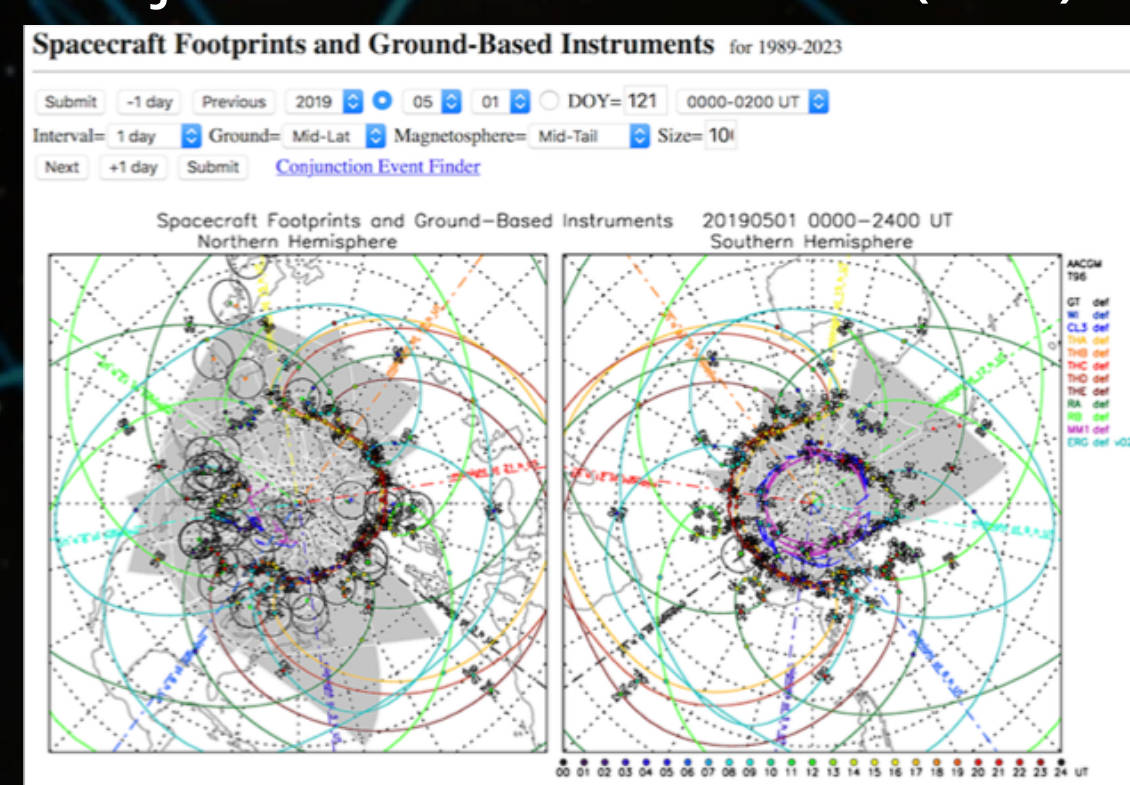 Spacecraft Footprints and Ground-Based Instruments for 1989-2023
Submit -1 day Previous 2019 05 01 DOY= 121 0000-0200 UT
Interval= 1 day Ground= Mid-Lat Magnetosphere= Mid-Tail Size= 10
Next +1 day Submit Conjunction Event Finder
Spacecraft Footprints and Ground-Based Instruments 20190501 0000-2400 UT
Northern Hemisphere Southern Hemisphere
AACGM
T96
GT def
WI def
CL3 def
THA def
THB def
THC def
THD def
THE def
RA def
RB def
MM1 def
ERG def v02
00 01 02 03 04 05 06 07 08 09 10 11 12 13 14 15 16 17 18 19 20 21 22 23 24 UT